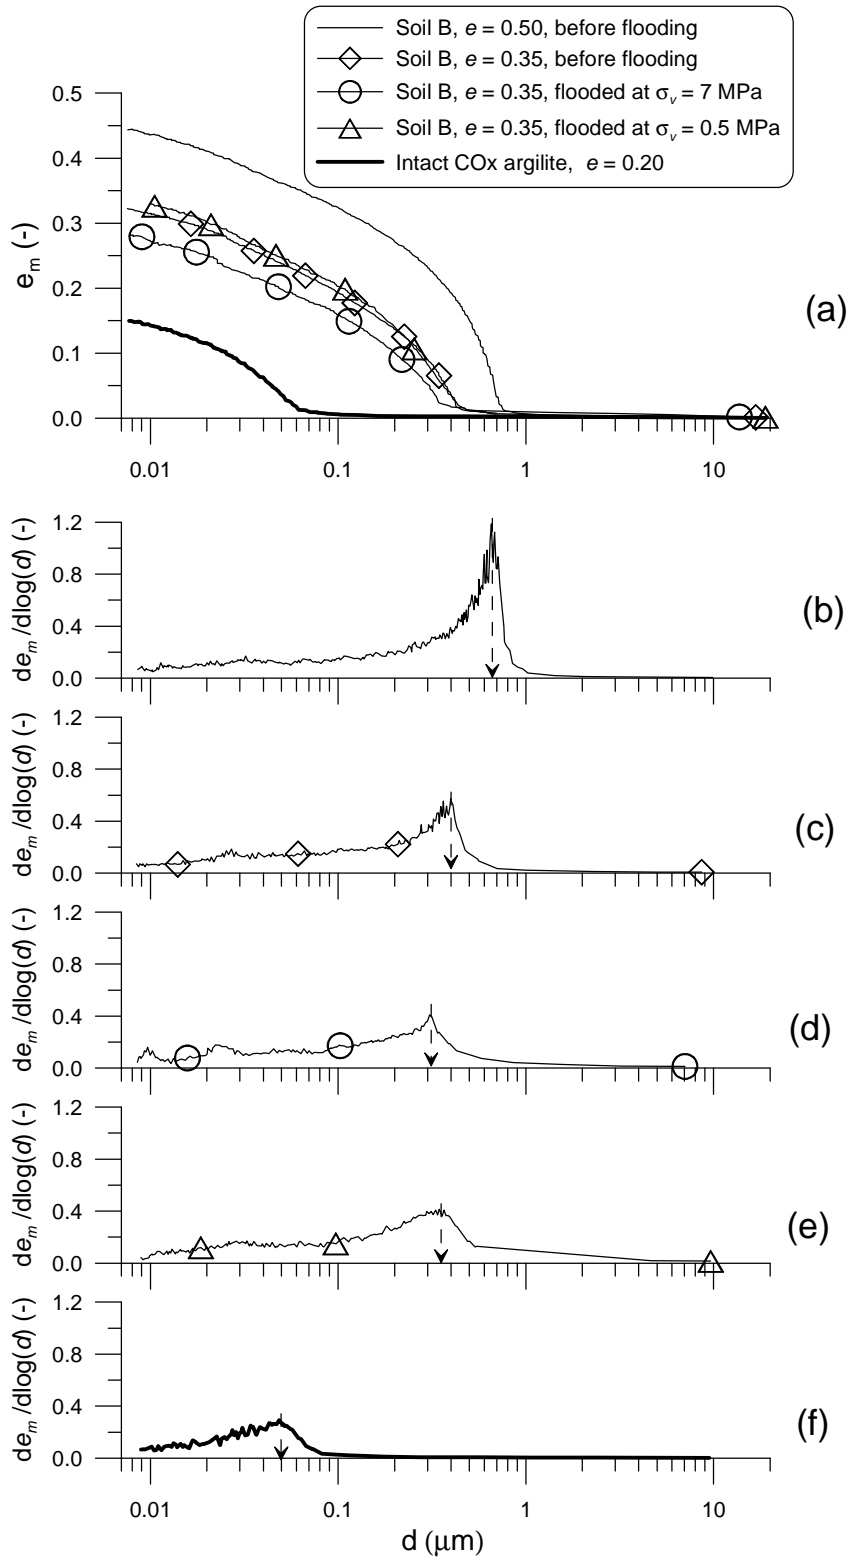 Soil B, e = 0.50, before flooding
Soil B, e = 0.35, before flooding
Soil B, e = 0.35, flooded at σv = 7 MPa
Soil B, e = 0.35, flooded at σv = 0.5 MPa
Intact COx argilite, e = 0.20
0.5
0.4
0.3
0.2
0.1
0.0
em (-)
(a)
0.01 0.1 1 10
1.2
0.8
0.4
0.0
dem /dlog(d) (-)
(b)
1.2
0.8
0.4
0.0
dem /dlog(d) (-)
(c)
1.2
0.8
0.4
0.0
dem /dlog(d) (-)
(d)
1.2
0.8
0.4
0.0
dem /dlog(d) (-)
(e)
1.2
0.8
0.4
0.0
dem /dlog(d) (-)
(f)
0.01 0.1 1 10
d (μm)